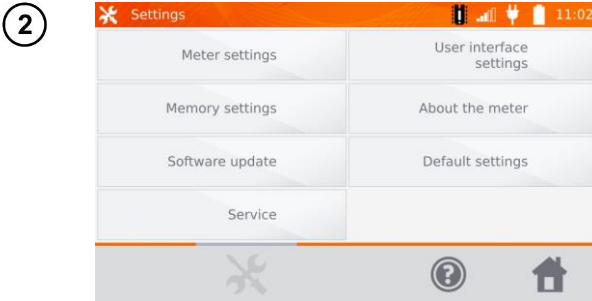 2
Settings
11:02
Meter settings
User interface
settings
Memory settings
About the meter
Software update
Default settings
Service
?